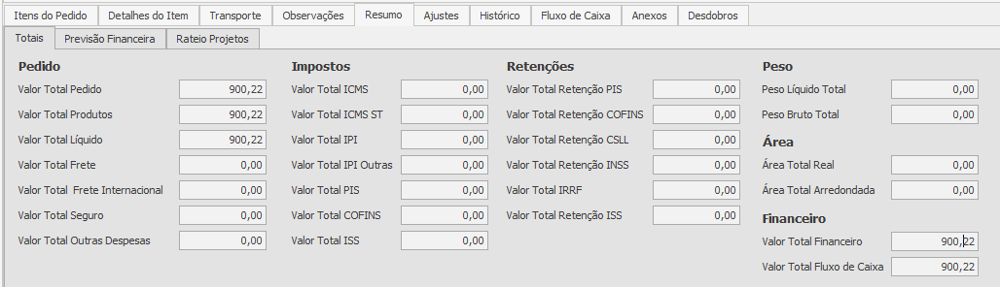 Itens do Pedido Detalhes do Item Transporte Observações Resumo Ajustes Histórico Fluxo de Caixa Anexos Desdobros
Totais Previsão Financeira Rateio Projetos
Pedido
Valor Total Pedido 900,22
Valor Total Produtos 900,22
Valor Total Líquido 900,22
Valor Total Frete 0,00
Valor Total Frete Internacional 0,00
Valor Total Seguro 0,00
Valor Total Outras Despesas 0,00
Impostos
Valor Total ICMS 0,00
Valor Total ICMS ST 0,00
Valor Total IPI 0,00
Valor Total IPI Outras 0,00
Valor Total PIS 0,00
Valor Total COFINS 0,00
Valor Total ISS 0,00
Retenções
Valor Total Retenção PIS 0,00
Valor Total Retenção COFINS 0,00
Valor Total Retenção CSLL 0,00
Valor Total Retenção INSS 0,00
Valor Total IRRF 0,00
Valor Total Retenção ISS 0,00
Peso
Peso Líquido Total 0,00
Peso Bruto Total 0,00
Área
Área Total Real 0,00
Área Total Arredondada 0,00
Financeiro
Valor Total Financeiro 900,22
Valor Total Fluxo de Caixa 900,22